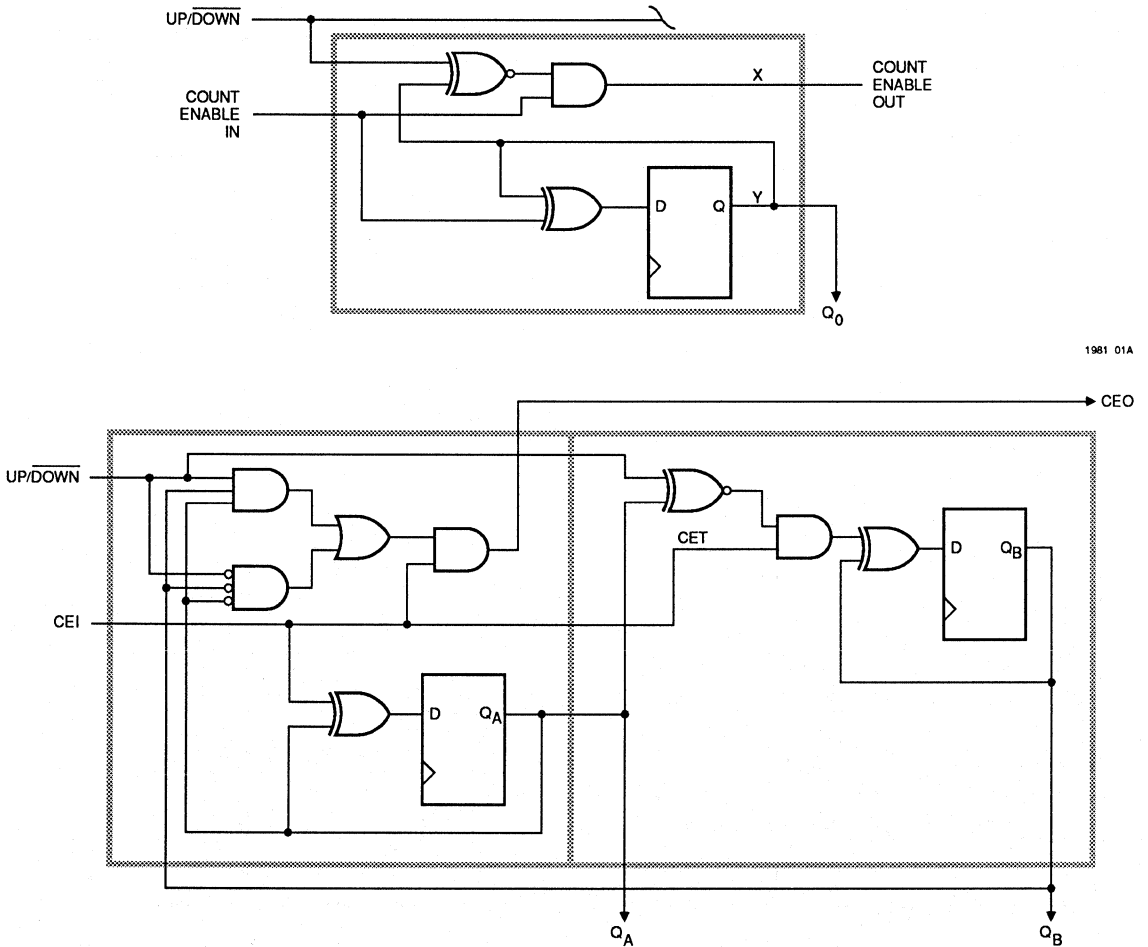 UP/DOWN
COUNT
ENABLE
IN
X
COUNT
ENABLE
OUT
D
Q
Y
Q0
1981 01A
CEO
UP/DOWN
CET
D
QB
CEI
D
QA
QA
QB